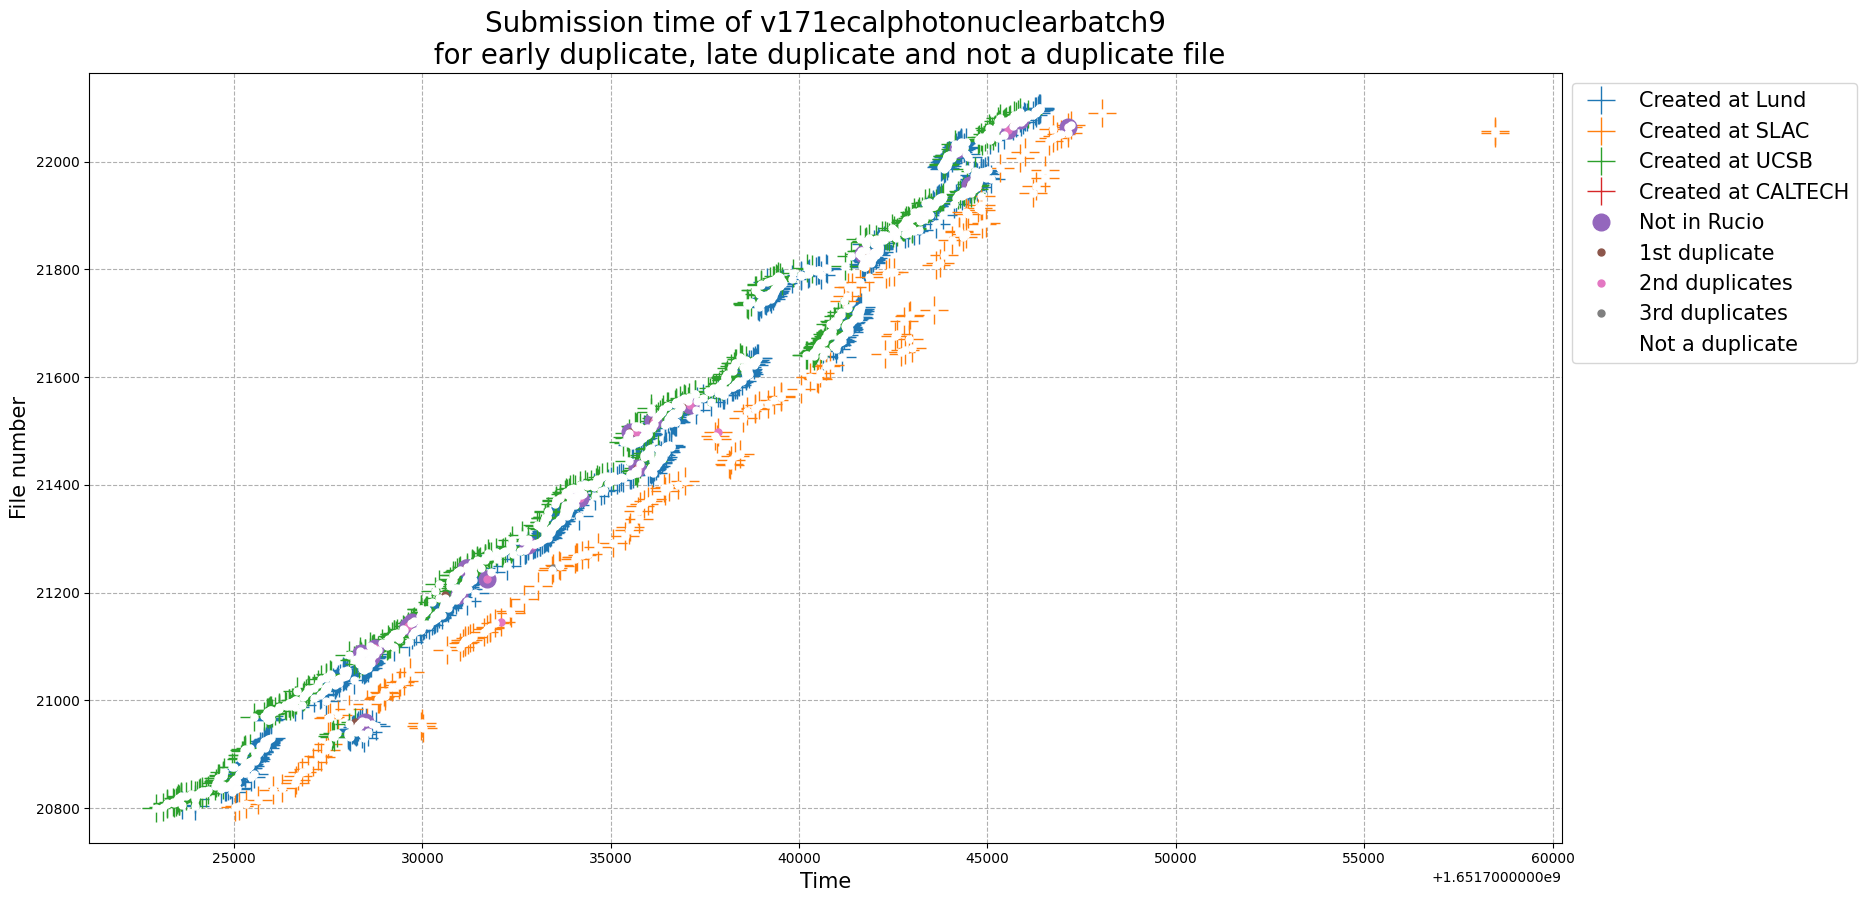 Submission time of v171ecalphotonuclearbatch9
for early duplicate, late duplicate and not a duplicate file
Created at Lund
Created at SLAC
Created at UCSB
Created at CALTECH
Not in Rucio
1st duplicate
2nd duplicates
3rd duplicates
Not a duplicate
File number
22000
21800
21600
21400
21200
21000
20800
25000 30000 35000 40000 45000 50000 55000 60000
Time
+1.6517000000e9